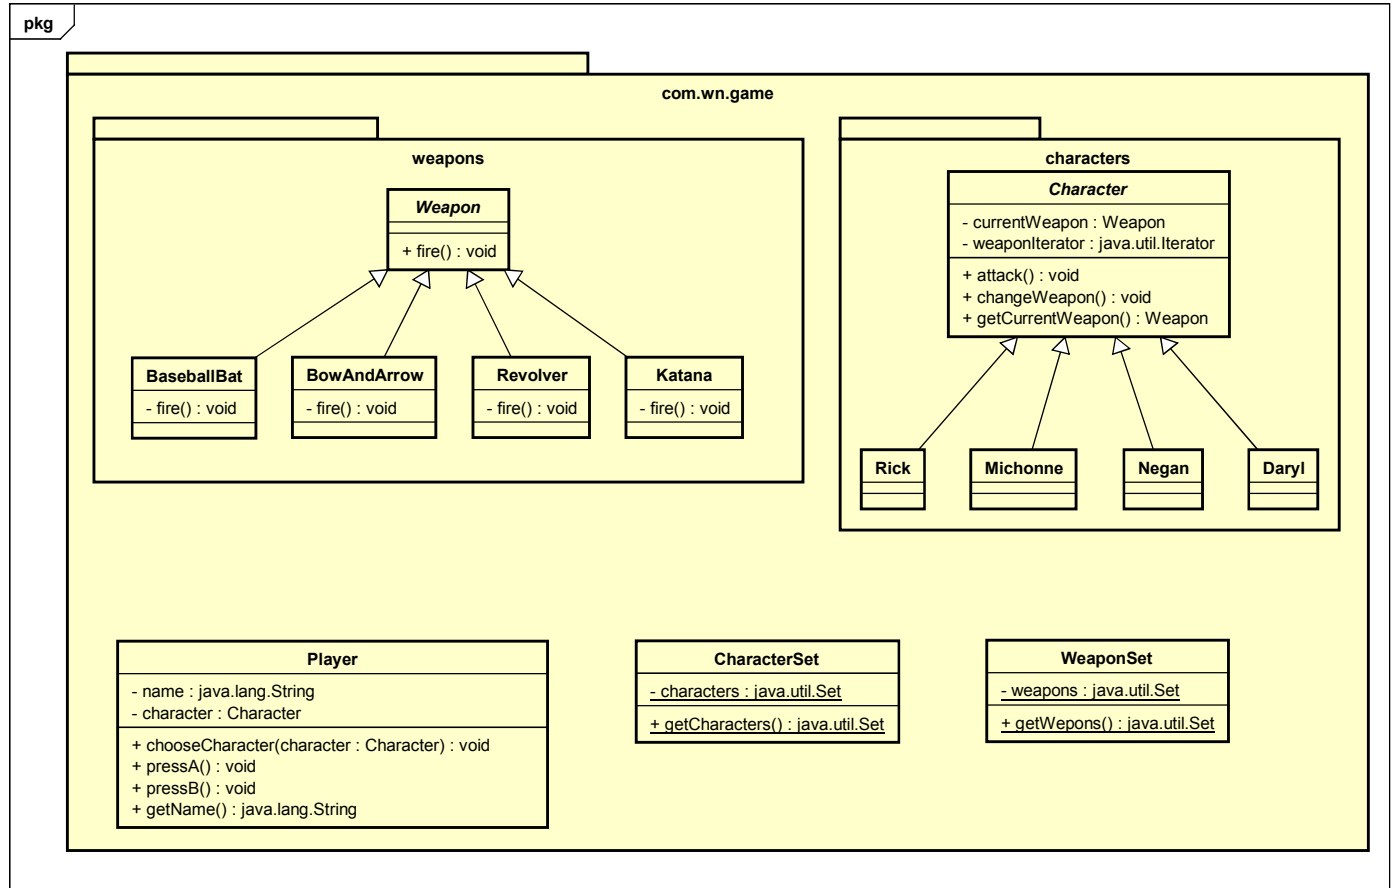 pkg
com.wn.game
weapons
Weapon
+ fire() : void
BaseballBat
- fire() : void
BowAndArrow
- fire() : void
Revolver
- fire() : void
Katana
- fire() : void
characters
Character
- currentWeapon : Weapon
- weaponIterator : java.util.Iterator
+ attack() : void
+ changeWeapon() : void
+ getCurrentWeapon() : Weapon
Rick
Michonne
Negan
Daryl
Player
- name : java.lang.String
- character : Character
+ chooseCharacter(character : Character) : void
+ pressA() : void
+ pressB() : void
+ getName() : java.lang.String
CharacterSet
- characters : java.util.Set
+ getCharacters() : java.util.Set
WeaponSet
- weapons : java.util.Set
+ getWepons() : java.util.Set